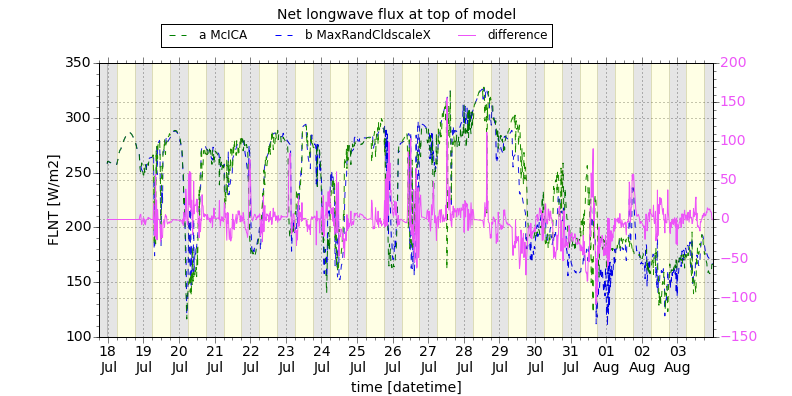 Net longwave flux at top of model
a McICA b MaxRandCldscaleX difference
350
300
250
200
150
100
FLNT [W/m2]
200
150
100
50
0
−50
−100
−150
18 19 20 21 22 23 24 25 26 27 28 29 30 31 01 02 03
Jul Jul Jul Jul Jul Jul Jul Jul Jul Jul Jul Jul Jul Jul Aug Aug Aug
time [datetime]